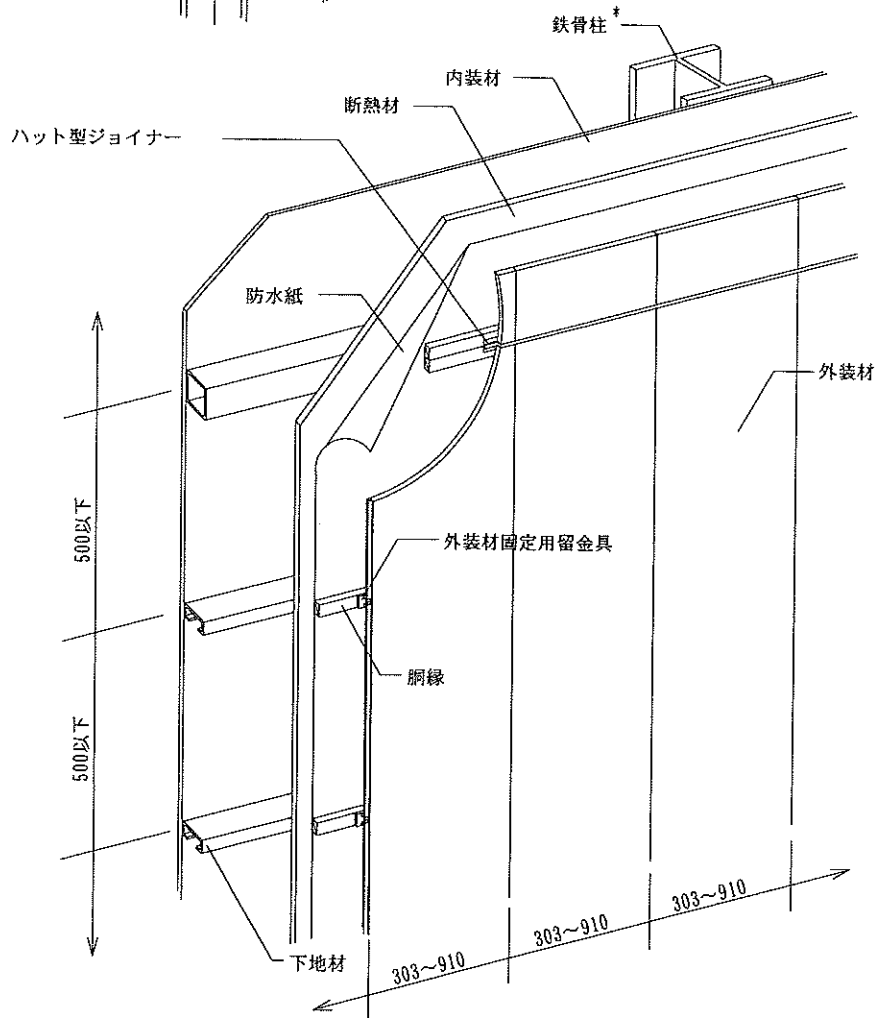 鉄骨柱*
内装材
断熱材
ハット型ジョイナー
防水紙
外装材
500以下
外装材固定用留金具
胴縁
500以下
下地材
303～910
303～910
303～910